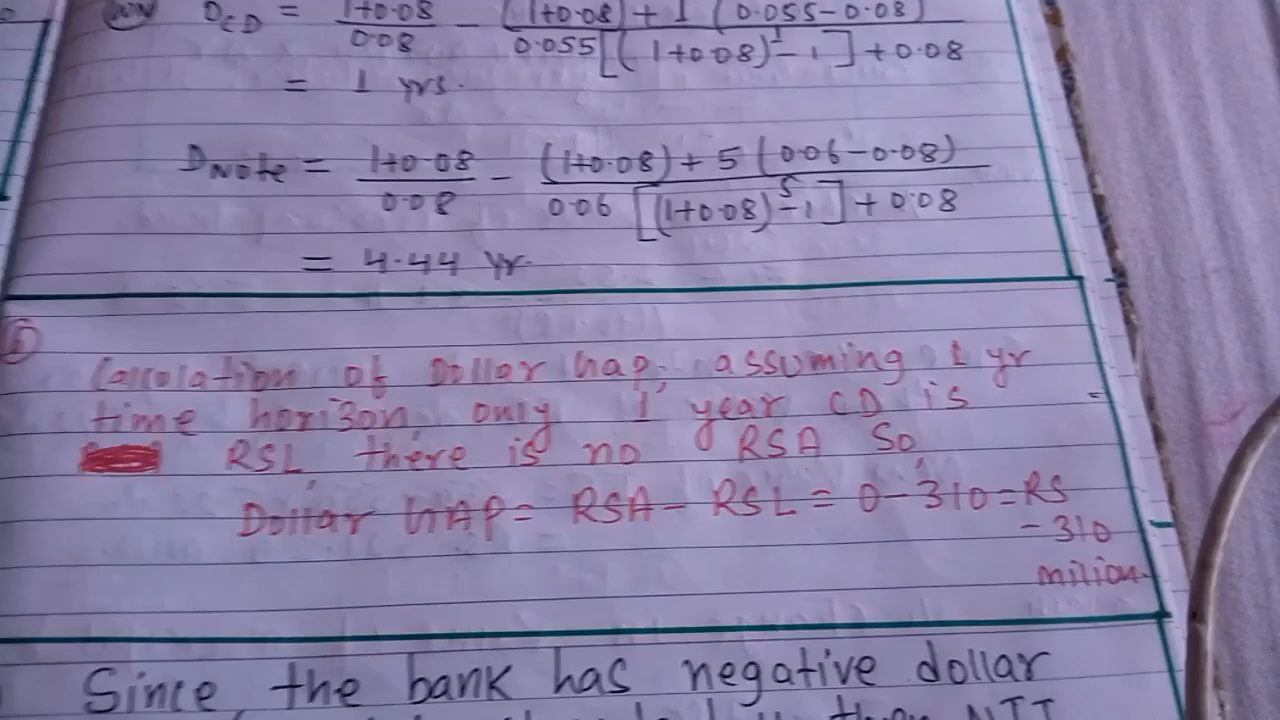 D_CD = 1+0.08 / 0.08 - (1+0.08) + 1 (0.055-0.08) / 0.055[(1+0.08)^1 - 1] + 0.08
= 1 yrs.
D_Note = 1+0.08 / 0.08 - (1+0.08) + 5 (0.06-0.08) / 0.06 [(1+0.08)^5 - 1] + 0.08
= 4.44 yr.
Calcolation of Dollar Gap, assuming 1 yr
time horizon, only 1 year CD is
RSL, there is no RSA So,
Dollar GAP = RSA - RSL = 0 - 310 = RS
- 310
milion.
Since, the bank has negative dollar
than NII